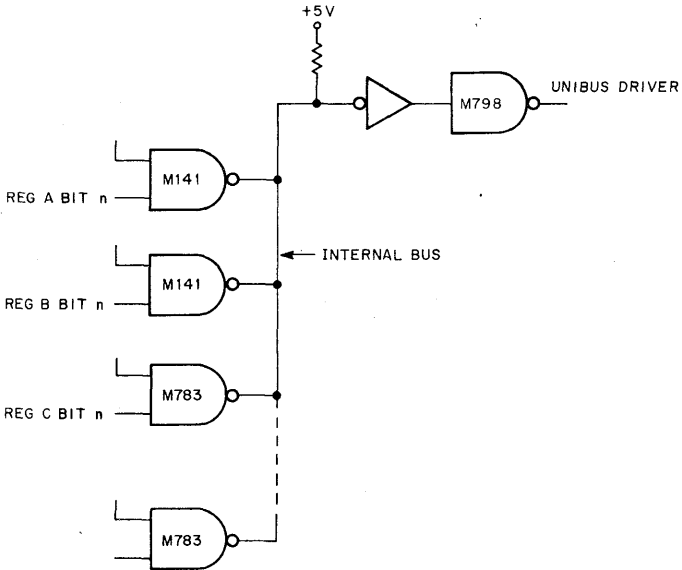 +5V
M798
UNIBUS DRIVER
M141
REG A BIT n
INTERNAL BUS
M141
REG B BIT n
M783
REG C BIT n
M783